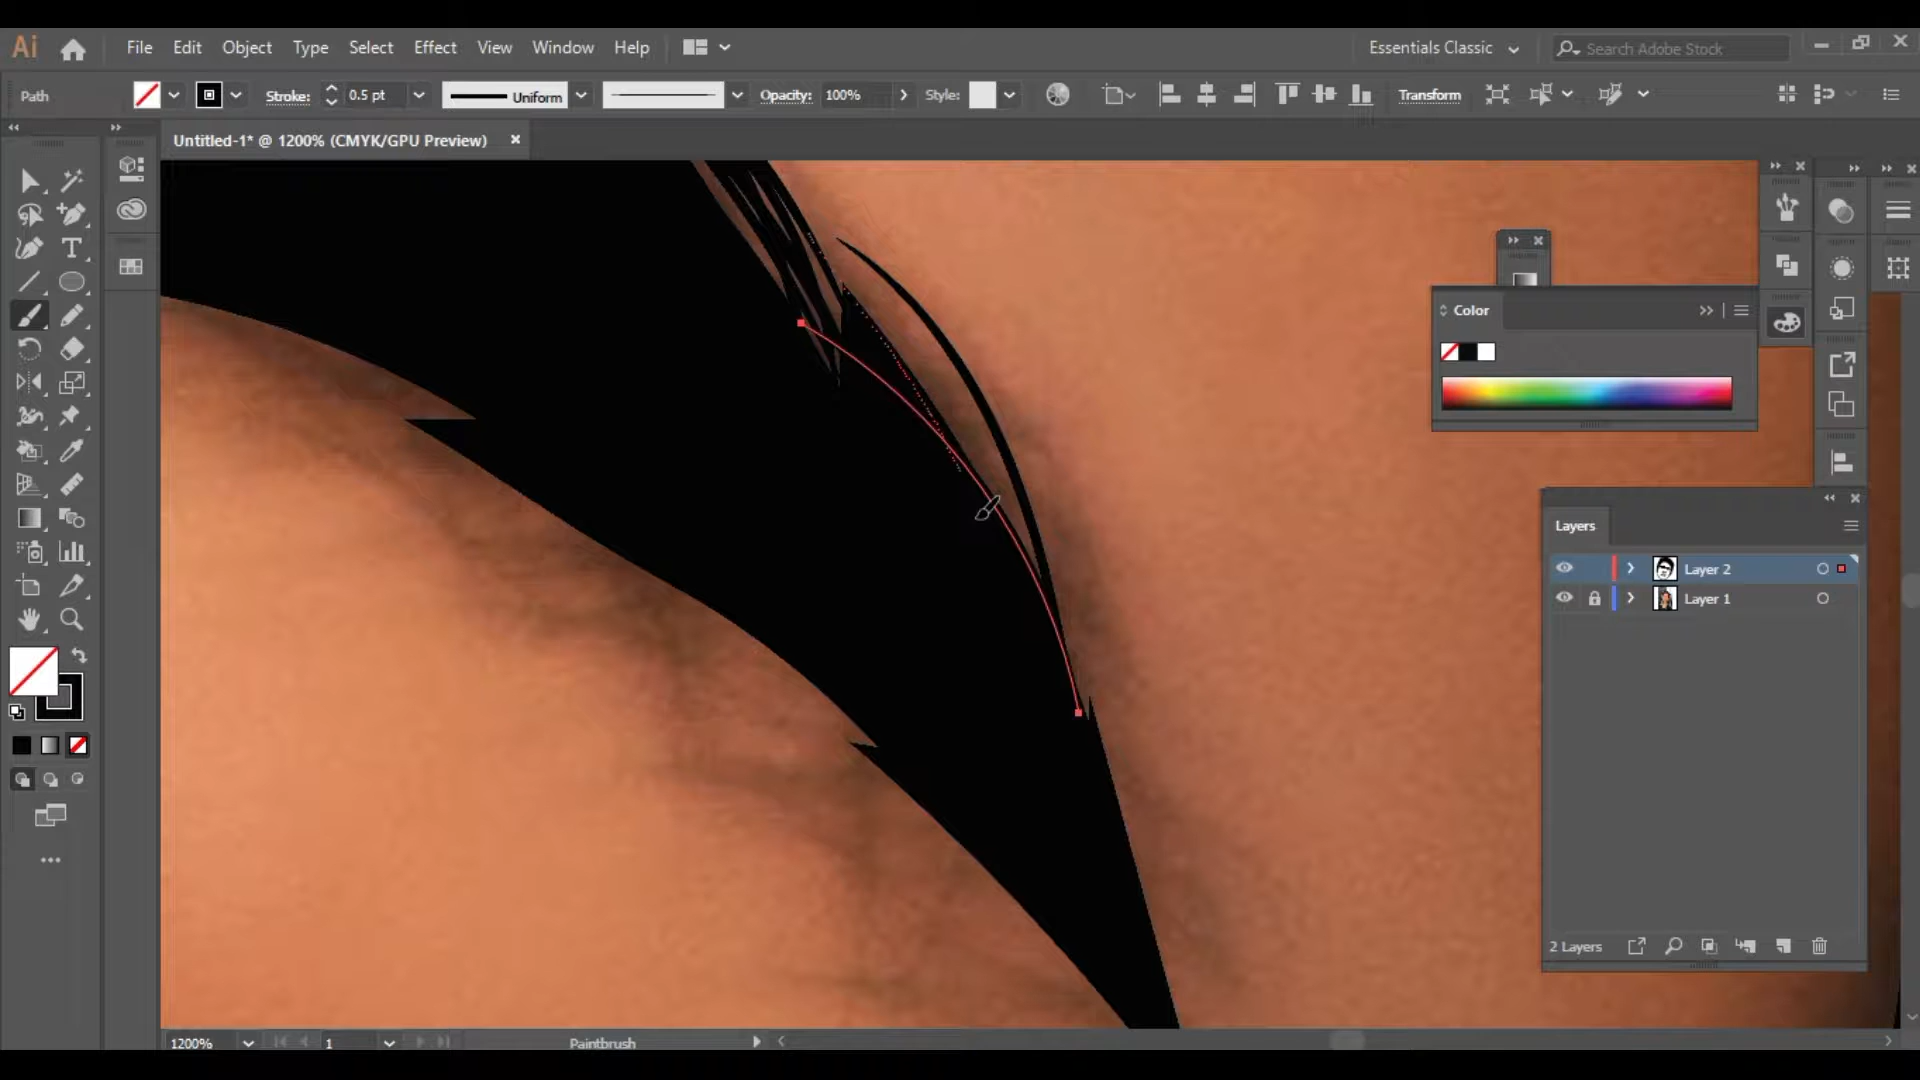 Ai File Edit Object Type Select Effect View Window Help Essentials Classic Search Adobe Stock
Path Stroke: 0.5 pt Uniform Opacity: 100% Style: Transform
Untitled-1* @ 1200% (CMYK/GPU Preview)
T
Color
Layers
Layer 2
Layer 1
2 Layers
1200% 1 Paintbrush